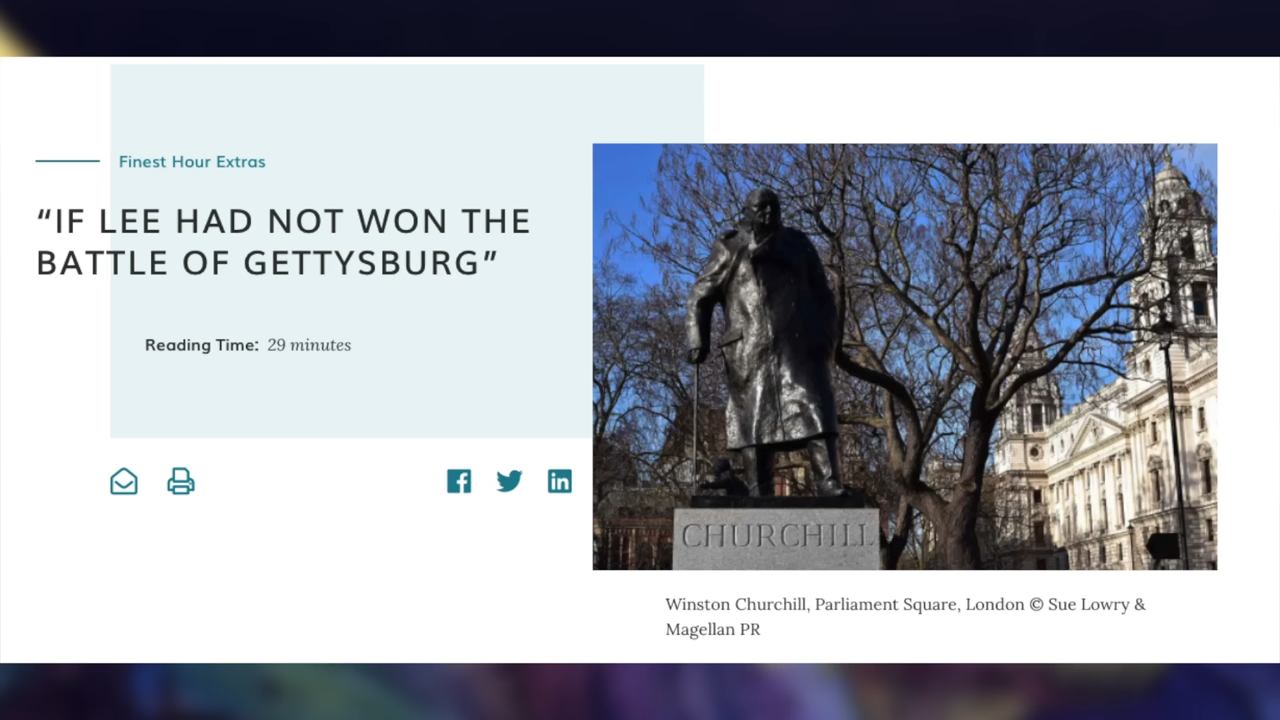 Finest Hour Extras
“IF LEE HAD NOT WON THE
BATTLE OF GETTYSBURG”
Reading Time: 29 minutes
CHURCHILL
Winston Churchill, Parliament Square, London © Sue Lowry &
Magellan PR